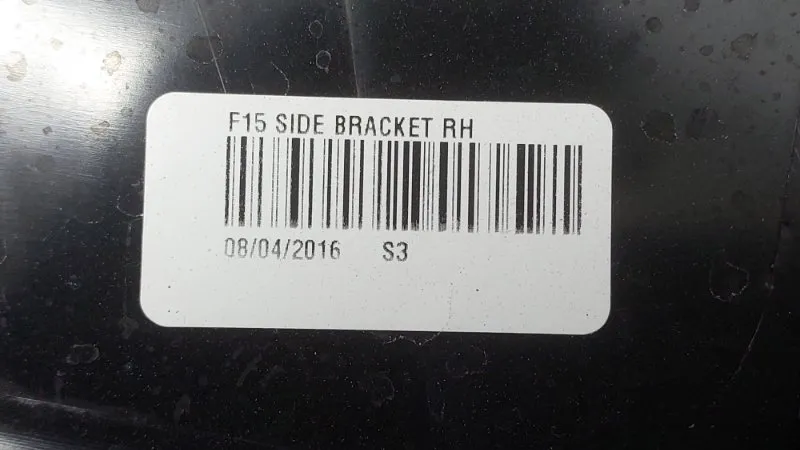 F15 SIDE BRACKET RH
08/04/2016 S3